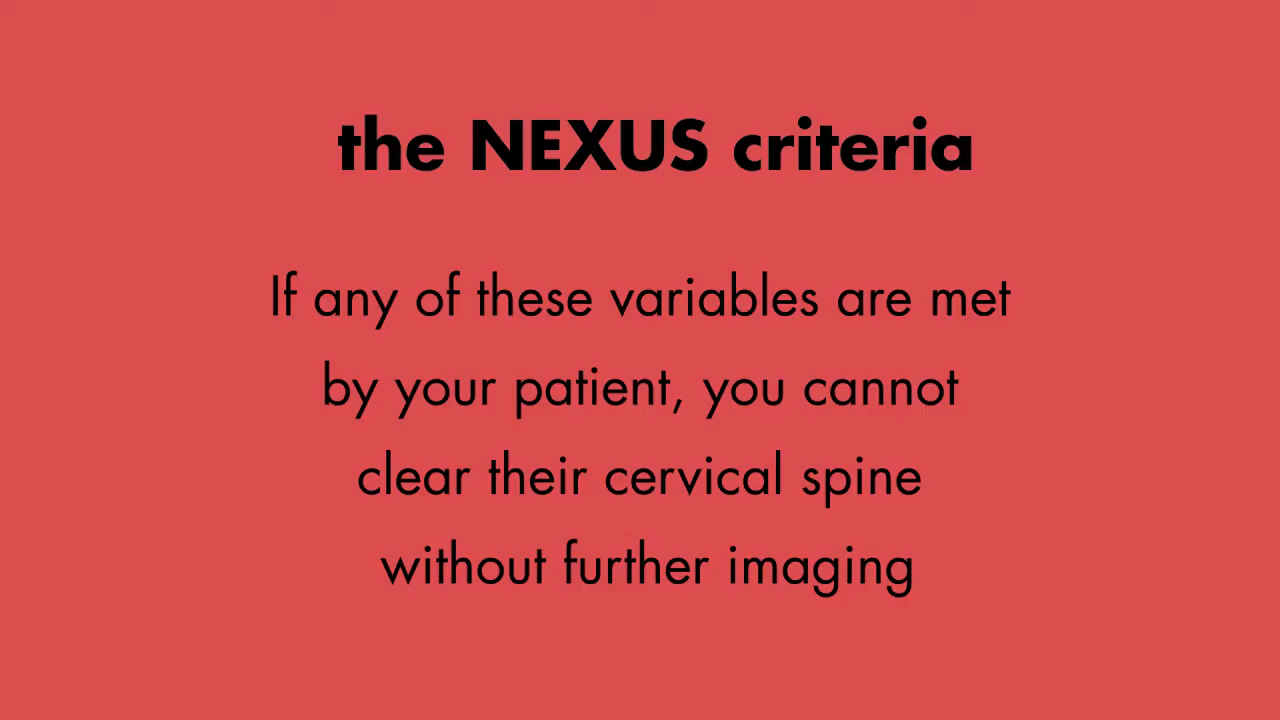 the NEXUS criteria
If any of these variables are met
by your patient, you cannot
clear their cervical spine
without further imaging